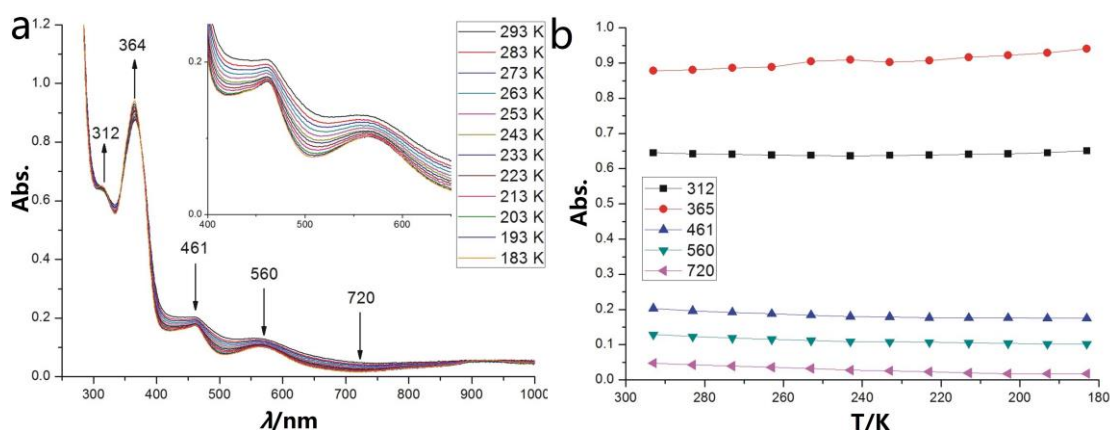 a
1.2
1.0
0.8
0.6
0.4
0.2
0.0
Abs.
364
312
461
560
720
0.2
0.1
0.0
400
500
600
293 K
283 K
273 K
263 K
253 K
243 K
233 K
223 K
213 K
203 K
193 K
183 K
300
400
500
600
700
800
900
1000
λ/nm
b
1.0
0.9
0.8
0.7
0.6
0.5
0.4
0.3
0.2
0.1
0.0
Abs.
312
365
461
560
720
300
280
260
240
220
200
180
T/K